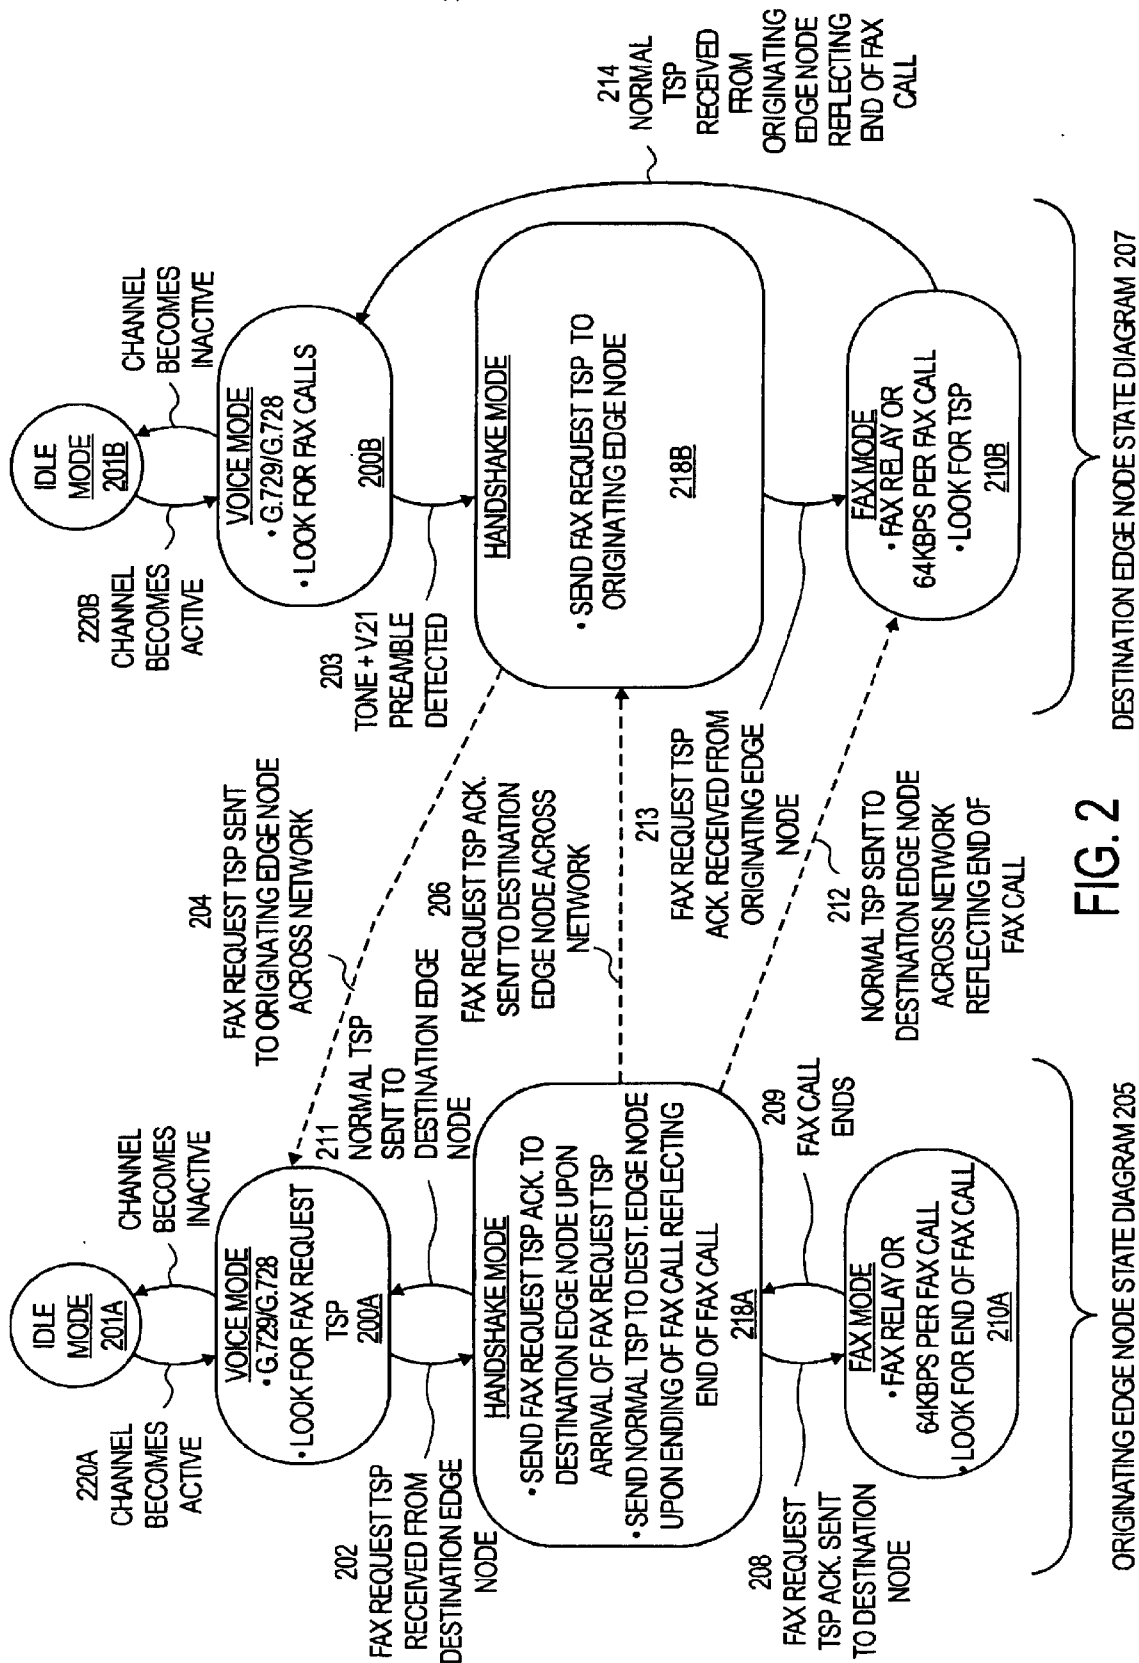 IDLE
MODE
201A
220A
CHANNEL
BECOMES
ACTIVE
CHANNEL
BECOMES
INACTIVE
VOICE MODE
• G.729/G.728
• LOOK FOR FAX REQUEST
TSP
200A
202
FAX REQUEST TSP
RECEIVED FROM
DESTINATION EDGE
NODE
211
NORMAL TSP
SENT TO
DESTINATION EDGE
NODE
HANDSHAKE MODE
• SEND FAX REQUEST TSP ACK. TO
DESTINATION EDGE NODE UPON
ARRIVAL OF FAX REQUEST TSP
• SEND NORMAL TSP TO DEST. EDGE NODE
UPON ENDING OF FAX CALL REFLECTING
END OF FAX CALL
218A
208
FAX REQUEST
TSP ACK. SENT
TO DESTINATION
NODE
209
FAX CALL
ENDS
FAX MODE
• FAX RELAY OR
64KBPS PER FAX CALL
• LOOK FOR END OF FAX CALL
210A
ORIGINATING EDGE NODE STATE DIAGRAM 205
204
FAX REQUEST TSP SENT
TO ORIGINATING EDGE NODE
ACROSS NETWORK
206
FAX REQUEST TSP ACK.
SENT TO DESTINATION
EDGE NODE ACROSS
NETWORK
213
FAX REQUEST TSP
ACK. RECEIVED FROM
ORIGINATING EDGE
NODE
212
NORMAL TSP SENT TO
DESTINATION EDGE NODE
ACROSS NETWORK
REFLECTING END OF
FAX CALL
IDLE
MODE
201B
220B
CHANNEL
BECOMES
ACTIVE
CHANNEL
BECOMES
INACTIVE
VOICE MODE
• G.729/G.728
• LOOK FOR FAX CALLS
200B
203
TONE + V.21
PREAMBLE
DETECTED
HANDSHAKE MODE
• SEND FAX REQUEST TSP TO
ORIGINATING EDGE NODE
218B
FAX MODE
• FAX RELAY OR
64KBPS PER FAX CALL
• LOOK FOR TSP
210B
214
NORMAL
TSP
RECEIVED
FROM
ORIGINATING
EDGE NODE
REFLECTING
END OF FAX
CALL
DESTINATION EDGE NODE STATE DIAGRAM 207
FIG. 2